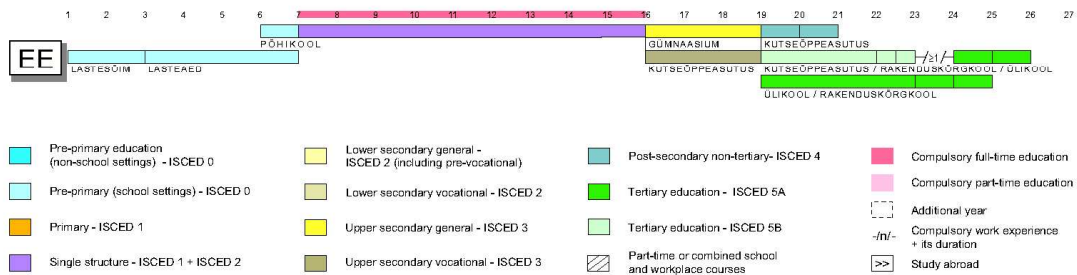 1 2 3 4 5 6 7 8 9 10 11 12 13 14 15 16 17 18 19 20 21 22 23 24 25 26 27
PÕHIKOOL GÜMNAASIUM KUTSEÕPPEASUTUS
EE
-/≥1/-
LASTESÕIM LASTEAED KUTSEÕPPEASUTUS KUTSEÕPPEASUTUS / RAKENDUSKÕRGKOOL / ÜLIKOOL
ÜLIKOOL / RAKENDUSKÕRGKOOL
Pre-primary education
(non-school settings) - ISCED 0
Pre-primary (school settings) - ISCED 0
Primary - ISCED 1
Single structure - ISCED 1 + ISCED 2
Lower secondary general -
ISCED 2 (including pre-vocational)
Lower secondary vocational - ISCED 2
Upper secondary general - ISCED 3
Upper secondary vocational - ISCED 3
Post-secondary non-tertiary- ISCED 4
Tertiary education - ISCED 5A
Tertiary education - ISCED 5B
Part-time or combined school
and workplace courses
Compulsory full-time education
Compulsory part-time education
Additional year
-/n/- Compulsory work experience
+ its duration
>> Study abroad